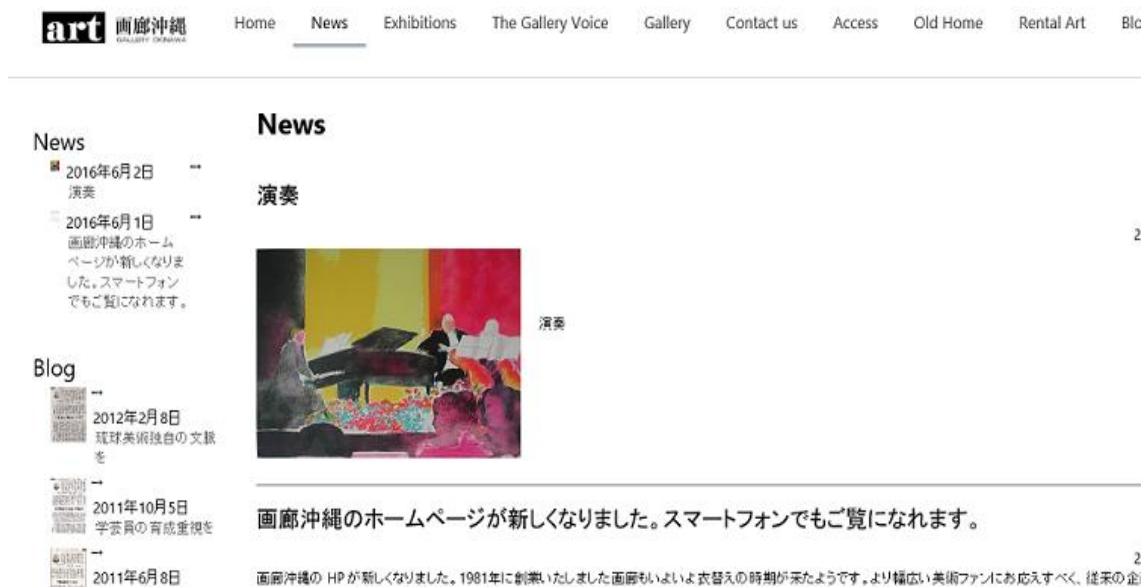 art 画廊沖縄
GALLERY OKINAWA
Home News Exhibitions The Gallery Voice Gallery Contact us Access Old Home Rental Art
News
2016年6月2日
演奏
2016年6月1日
画廊沖縄のホーム
ページが新しくなりま
した。スマートフォン
でもご覧になれます。
Blog
2012年2月8日
琉球美術独自の文脈
を
2011年10月5日
学芸員の育成重視を
2011年6月8日
News
演奏
演奏
画廊沖縄のホームページが新しくなりました。スマートフォンでもご覧になれます。
画廊沖縄の HP が新しくなりました。1981年に創業いたしました画廊もいよいよ衣替えの時期が来たようです。より幅広い美術ファンにお応えすべく、従来の企